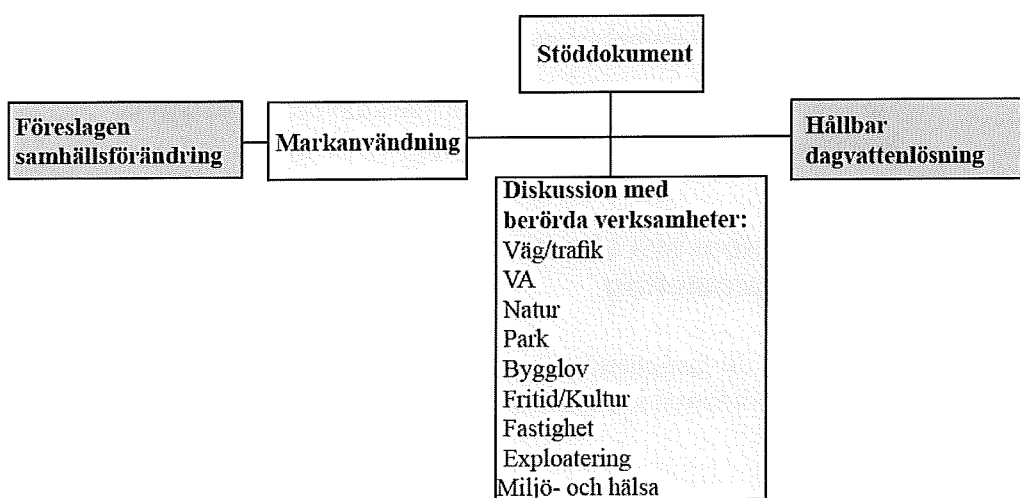 Stöddokument
Föreslagen
samhällsförändring
Markanvändning
Hållbar
dagvattenlösning
Diskussion med
berörda verksamheter:
Väg/trafik
VA
Natur
Park
Bygglov
Fritid/Kultur
Fastighet
Exploatering
Miljö- och hälsa